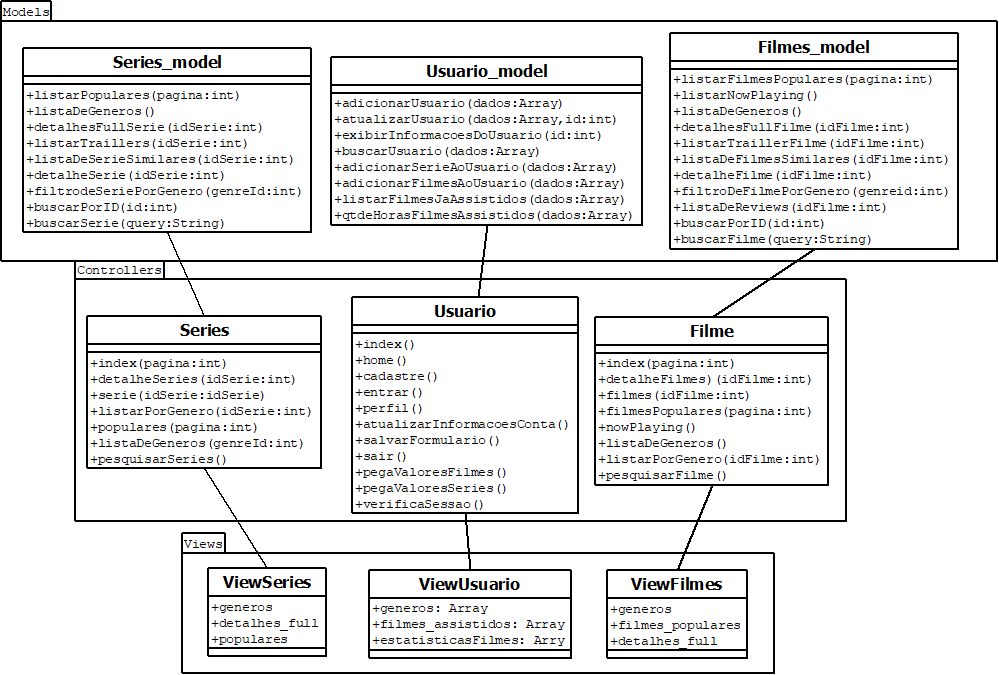 Models
Series_model
+listarPopulares(pagina:int)
+listaDeGeneros()
+detalhesFullSerie(idSerie:int)
+listarTraillers(idSerie:int)
+listaDeSerieSimilares(idSerie:int)
+detalheSerie(idSerie:int)
+filtrodeSeriePorGenero(genreId:int)
+buscarPorID(id:int)
+buscarSerie(query:String)
Usuario_model
+adicionarUsuario(dados:Array)
+atualizarUsuario(dados:Array,id:int)
+exibirInformacoesDoUsuario(id:int)
+buscarUsuario(dados:Array)
+adicionarSerieAoUsuario(dados:Array)
+adicionarFilmesAoUsuario(dados:Array)
+listarFilmesJaAssistidos(dados:Array)
+qtdeHorasFilmesAssistidos(dados:Array)
Filmes_model
+listarFilmesPopulares(pagina:int)
+listarNowPlaying()
+listaDeGeneros()
+detalhesFullFilme(idFilme:int)
+listarTraillerFilme(idFilme:int)
+listaDeFilmesSimilares(idFilme:int)
+detalheFilme(idFilme:int)
+filtroDeFilmePorGenero(genreid:int)
+listaDeReviews(idFilme:int)
+buscarPorID(id:int)
+buscarFilme(query:String)
Controllers
Series
+index(pagina:int)
+detalheSeries(idSerie:int)
+serie(idSerie:idSerie)
+listarPorGenero(idSerie:int)
+populares(pagina:int)
+listaDeGeneros(genreId:int)
+pesquisarSeries()
Usuario
+index()
+home()
+cadastre()
+entrar()
+perfil()
+atualizarInformacoesConta()
+salvarFormulario()
+sair()
+pegaValoresFilmes()
+pegaValoresSeries()
+verificaSessao()
Filme
+index(pagina:int)
+detalheFilmes)(idFilme:int)
+filmes(idFilme:int)
+filmesPopulares(pagina:int)
+nowPlaying()
+listaDeGeneros()
+listarPorGenero(idFilme:int)
+pesquisarFilme()
Views
ViewSeries
+generos
+detalhes_full
+populares
ViewUsuario
+generos: Array
+filmes_assistidos: Array
+estatisticasFilmes: Arry
ViewFilmes
+generos
+filmes_populares
+detalhes_full